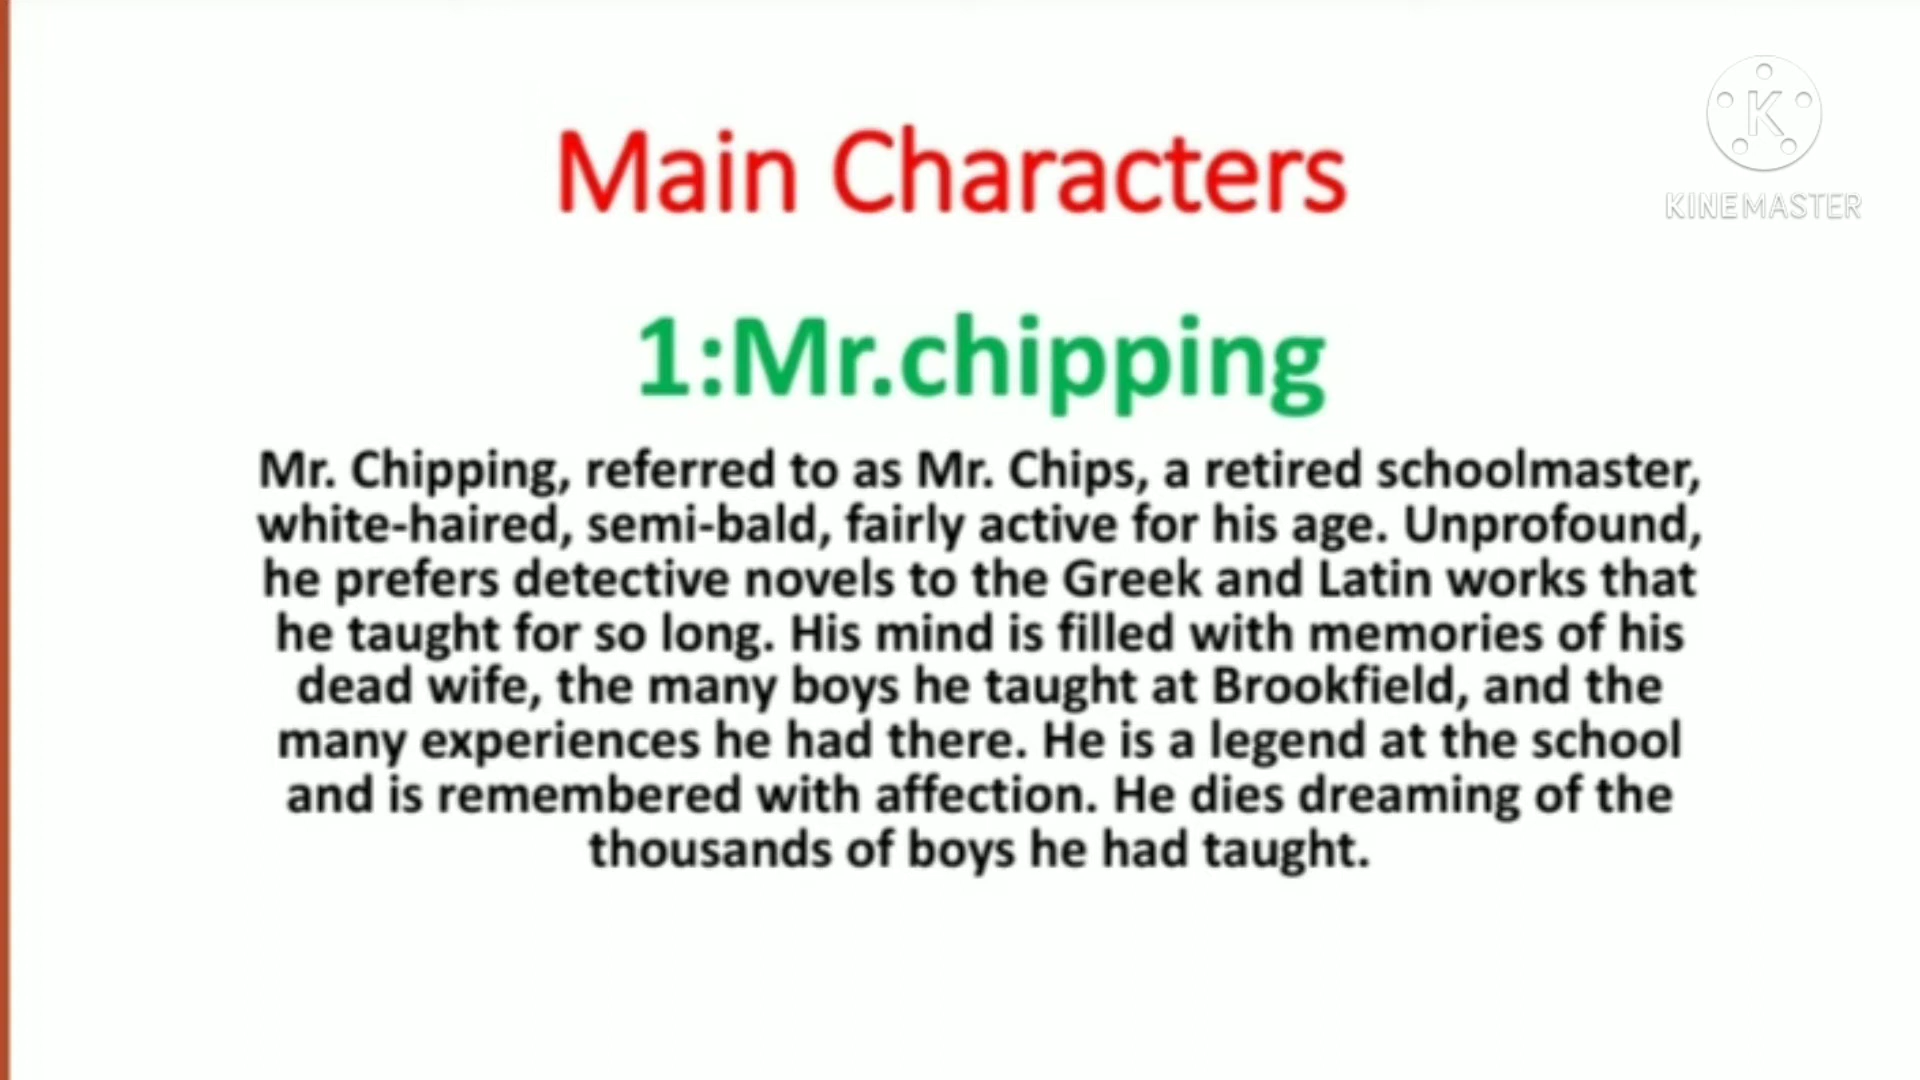 Main Characters
K
KINEMASTER
1:Mr.chipping
Mr. Chipping, referred to as Mr. Chips, a retired schoolmaster,
white-haired, semi-bald, fairly active for his age. Unprofound,
he prefers detective novels to the Greek and Latin works that
he taught for so long. His mind is filled with memories of his
dead wife, the many boys he taught at Brookfield, and the
many experiences he had there. He is a legend at the school
and is remembered with affection. He dies dreaming of the
thousands of boys he had taught.